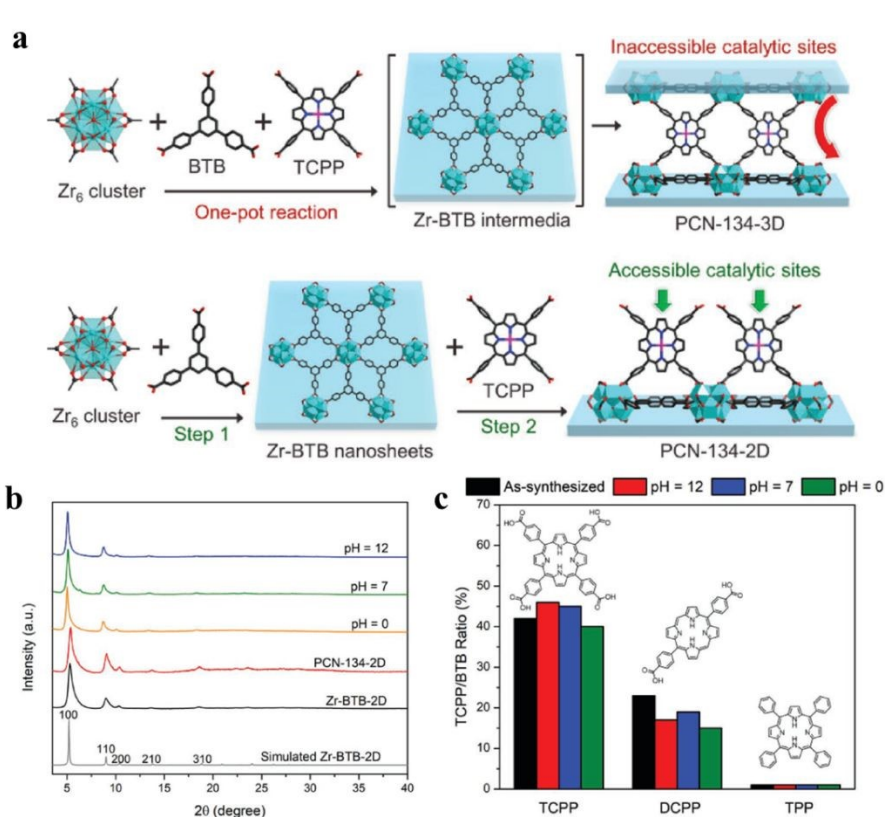 a
Inaccessible catalytic sites
+
+
BTB
TCPP
Zr6 cluster
One-pot reaction
Zr-BTB intermedia
PCN-134-3D
Accessible catalytic sites
+
+
TCPP
Zr6 cluster
Step 1
Step 2
Zr-BTB nanosheets
PCN-134-2D
b
pH = 12
pH = 7
pH = 0
PCN-134-2D
Zr-BTB-2D
100
110
200
210
310
Simulated Zr-BTB-2D
Intensity (a.u.)
5 10 15 20 25 30 35 40
2θ (degree)
c
As-synthesized pH = 12 pH = 7 pH = 0
70
60
50
40
30
20
10
0
TCPP/BTB Ratio (%)
TCPP DCPP TPP